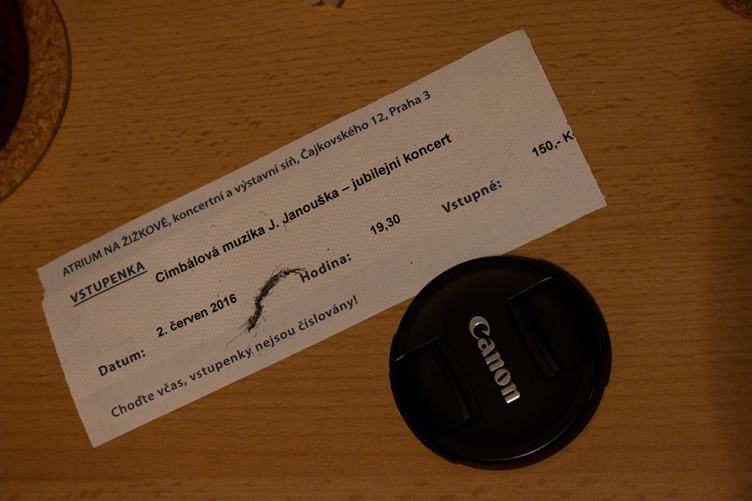 ATRIUM NA ŽIŽKOVĚ, koncertní a výstavní síň, Čajkovského 12, Praha 3
VSTUPENKA Cimbálová muzika J. Janouška – jubilejní koncert
Datum: 2. červen 2016 Hodina: 19,30 Vstupné: 150,- K
Choďte včas, vstupenky nejsou číslovány!
Canon